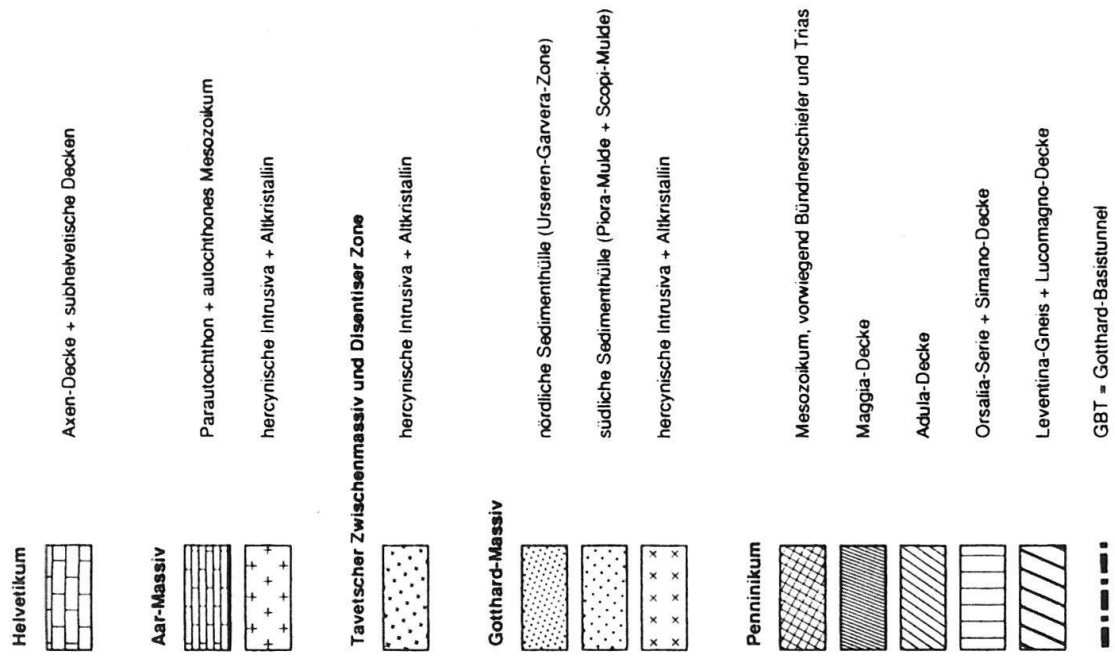 Helvetikum
Axen-Decke + subhelvetische Decken
Aar-Massiv
Parautochthon + autochthones Mesozoikum
hercynische Intrusiva + Altkristallin
Tavetscher Zwischenmassiv und Disentiser Zone
hercynische Intrusiva + Altkristallin
Gotthard-Massiv
nördliche Sedimenthülle (Urseren-Garvera-Zone)
südliche Sedimenthülle (Piora-Mulde + Scopi-Mulde)
hercynische Intrusiva + Altkristallin
Penninikum
Mesozoikum, vorwiegend Bündnerschiefer und Trias
Maggia-Decke
Adula-Decke
Orsalia-Serie + Simano-Decke
Leventina-Gneis + Lucomagno-Decke
GBT = Gotthard-Basistunnel